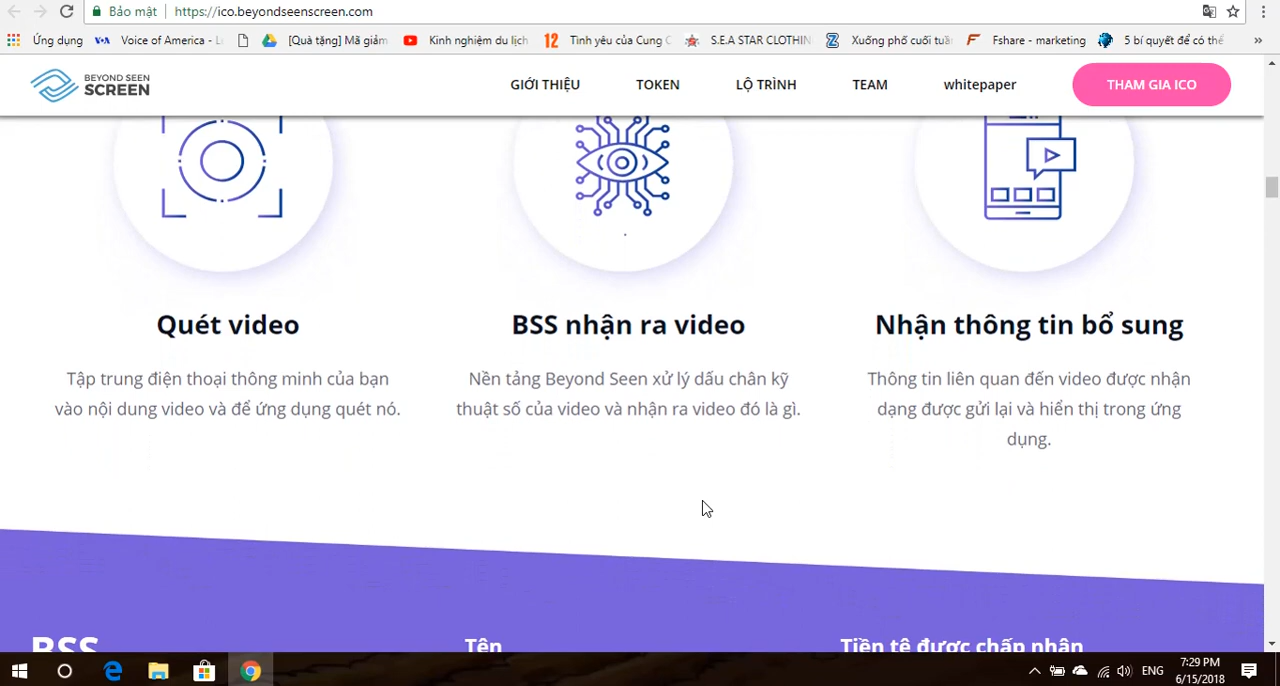 Bảo mật
https://ico.beyondseenscreen.com
Ứng dụng
Voice of America - L
[Quà tặng] Mã giảm
Kinh nghiệm du lịch
12 Tình yêu của Cung C
S.E.A STAR CLOTHIN
Xuống phố cuối tuần
Fshare - marketing
5 bí quyết để có thể
»
BEYOND SEEN
SCREEN
GIỚI THIỆU
TOKEN
LỘ TRÌNH
TEAM
whitepaper
THAM GIA ICO
Quét video
Tập trung điện thoại thông minh của bạn
vào nội dung video và để ứng dụng quét nó.
BSS nhận ra video
Nền tảng Beyond Seen xử lý dấu chân kỹ
thuật số của video và nhận ra video đó là gì.
Nhận thông tin bổ sung
Thông tin liên quan đến video được nhận
dạng được gửi lại và hiển thị trong ứng
dụng.
BSS
Tên
Tiền tệ được chấp nhận
ENG
7:29 PM
6/15/2018